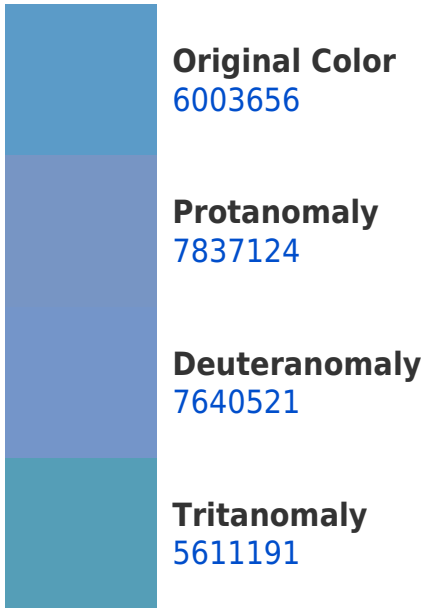 Original Color
6003656
Protanomaly
7837124
Deuteranomaly
7640521
Tritanomaly
5611191